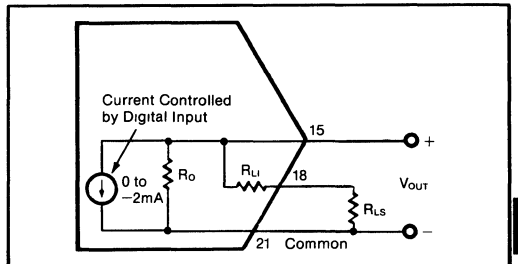 Current Controlled
by Digital Input
15
+
0 to
−2mA
RO
RLI
18
VOUT
RLS
21 Common
−